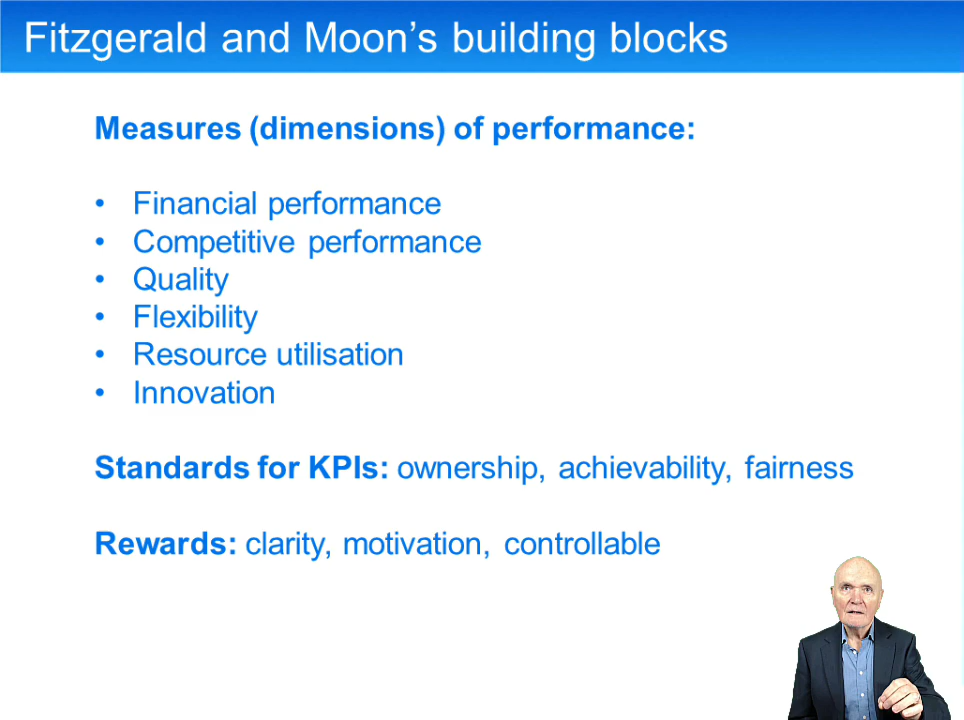 Fitzgerald and Moon’s building blocks
Measures (dimensions) of performance:
• Financial performance
• Competitive performance
• Quality
• Flexibility
• Resource utilisation
• Innovation
Standards for KPIs: ownership, achievability, fairness
Rewards: clarity, motivation, controllable